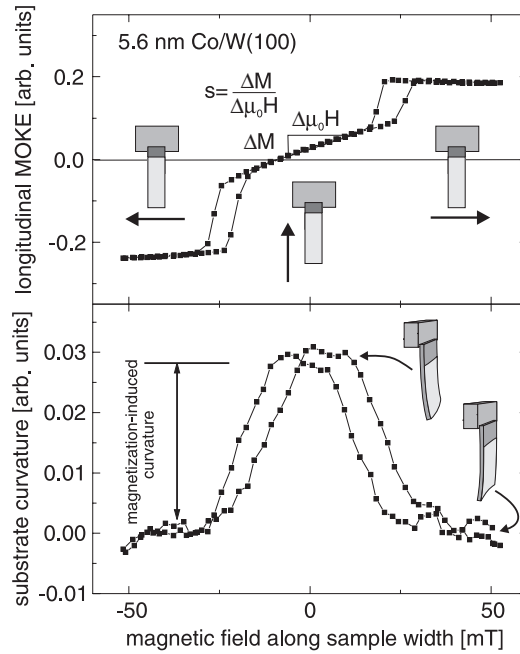 5.6 nm Co/W(100)
longitudinal MOKE [arb. units]
0.2
0.0
-0.2
s= ΔM / Δμ₀H
Δμ₀H
ΔM
substrate curvature [arb. units]
0.03
0.02
0.01
0.00
-0.01
magnetization-induced
curvature
-50
0
50
magnetic field along sample width [mT]